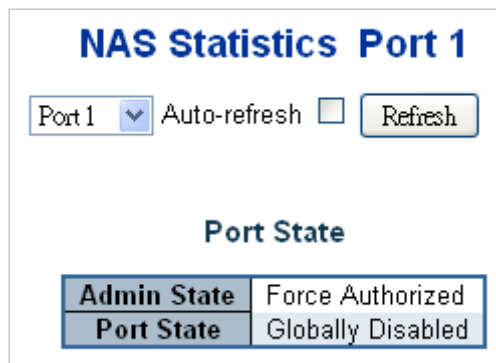 NAS Statistics Port 1
Port 1 Auto-refresh Refresh
Port State
Admin State Force Authorized
Port State Globally Disabled